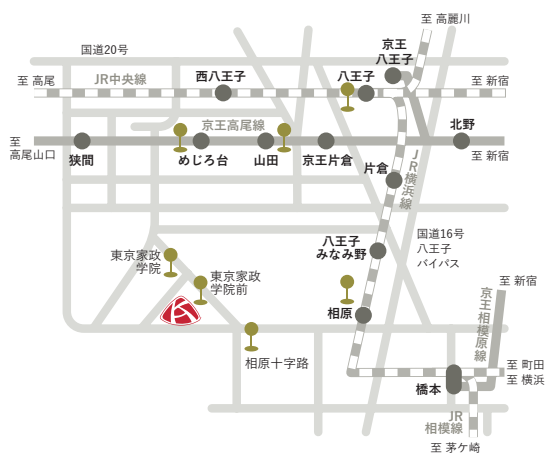 至 高麗川
京王
八王子
国道20号
至 高尾
JR中央線
西八王子
八王子
至 新宿
京王高尾線
北野
至
高尾山口
狭間
めじろ台
山田
京王片倉
至 新宿
片倉
JR横浜線
国道16号
八王子
バイパス
八王子
みなみ野
東京家政
学院
東京家政
学院前
至 新宿
京王相模原線
相原
相原十字路
至 町田
至 横浜
橋本
JR
相模線
至 茅ケ崎